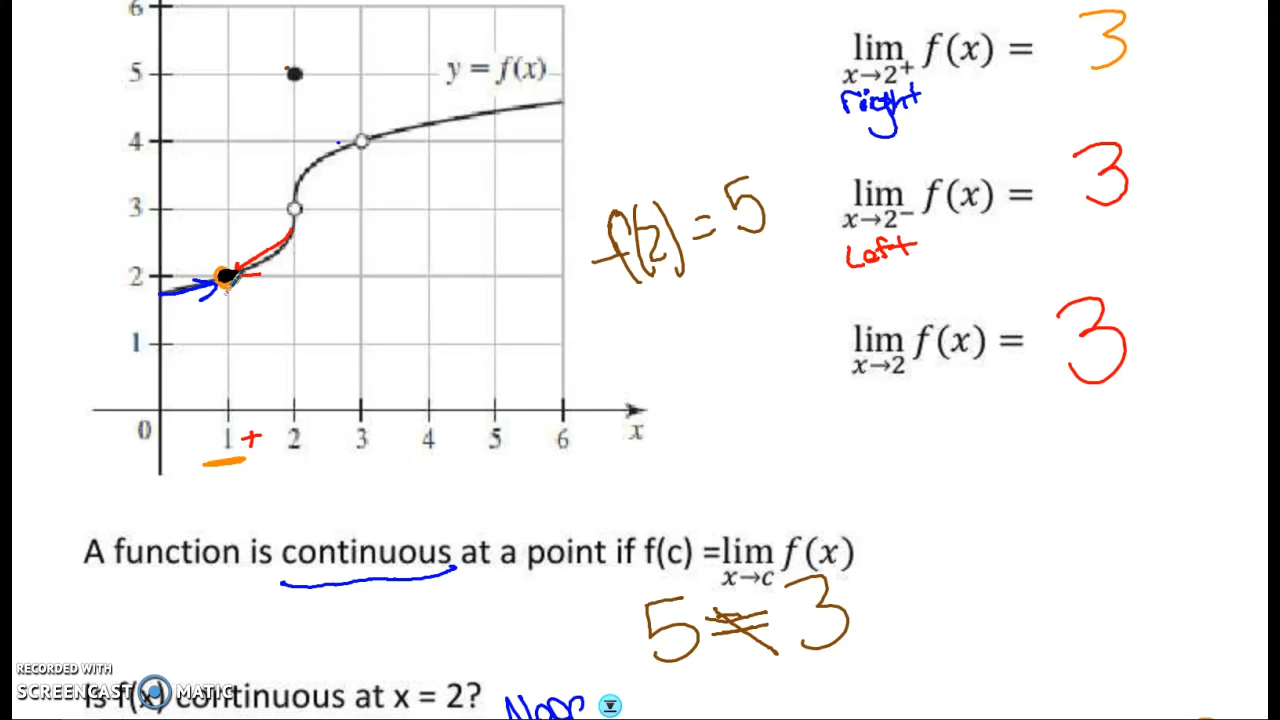 6
5
y = f(x)
4
3
2
1
0 1 + 2 3 4 5 6 x
f(2) = 5
lim x→2⁺ f(x) = 3
right
lim x→2⁻ f(x) = 3
Left
lim x→2 f(x) = 3
A function is continuous at a point if f(c) =lim x→c f(x)
5 ≠ 3
RECORDED WITH
SCREENCAST MATIC
Is f(x) continuous at x = 2?
Nope